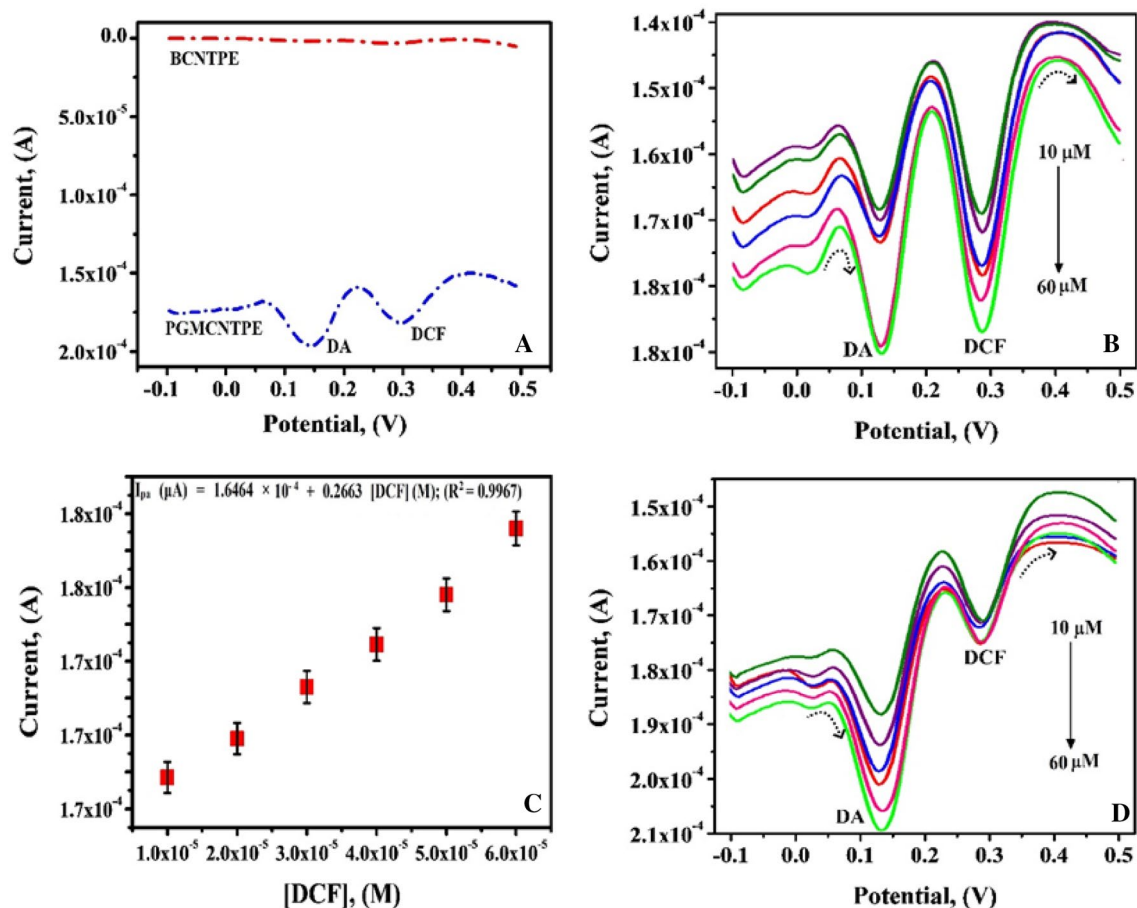 0.0
5.0x10⁻⁵
1.0x10⁻⁴
1.5x10⁻⁴
2.0x10⁻⁴
Current, (A)
BCNTPE
PGMCNTPE
DA
DCF
A
-0.1 0.0 0.1 0.2 0.3 0.4 0.5
Potential, (V)
1.4x10⁻⁴
1.5x10⁻⁴
1.6x10⁻⁴
1.7x10⁻⁴
1.8x10⁻⁴
1.8x10⁻⁴
Current, (A)
10 µM
60 µM
DA
DCF
B
-0.1 0.0 0.1 0.2 0.3 0.4 0.5
Potential, (V)
I_pa (µA) = 1.6464 × 10⁻⁴ + 0.2663 [DCF] (M); (R² = 0.9967)
1.8x10⁻⁴
1.8x10⁻⁴
1.7x10⁻⁴
1.7x10⁻⁴
1.7x10⁻⁴
Current, (A)
C
1.0x10⁻⁵ 2.0x10⁻⁵ 3.0x10⁻⁵ 4.0x10⁻⁵ 5.0x10⁻⁵ 6.0x10⁻⁵
[DCF], (M)
1.5x10⁻⁴
1.6x10⁻⁴
1.7x10⁻⁴
1.8x10⁻⁴
1.9x10⁻⁴
2.0x10⁻⁴
2.1x10⁻⁴
Current, (A)
10 µM
60 µM
DCF
DA
D
-0.1 0.0 0.1 0.2 0.3 0.4 0.5
Potential, (V)